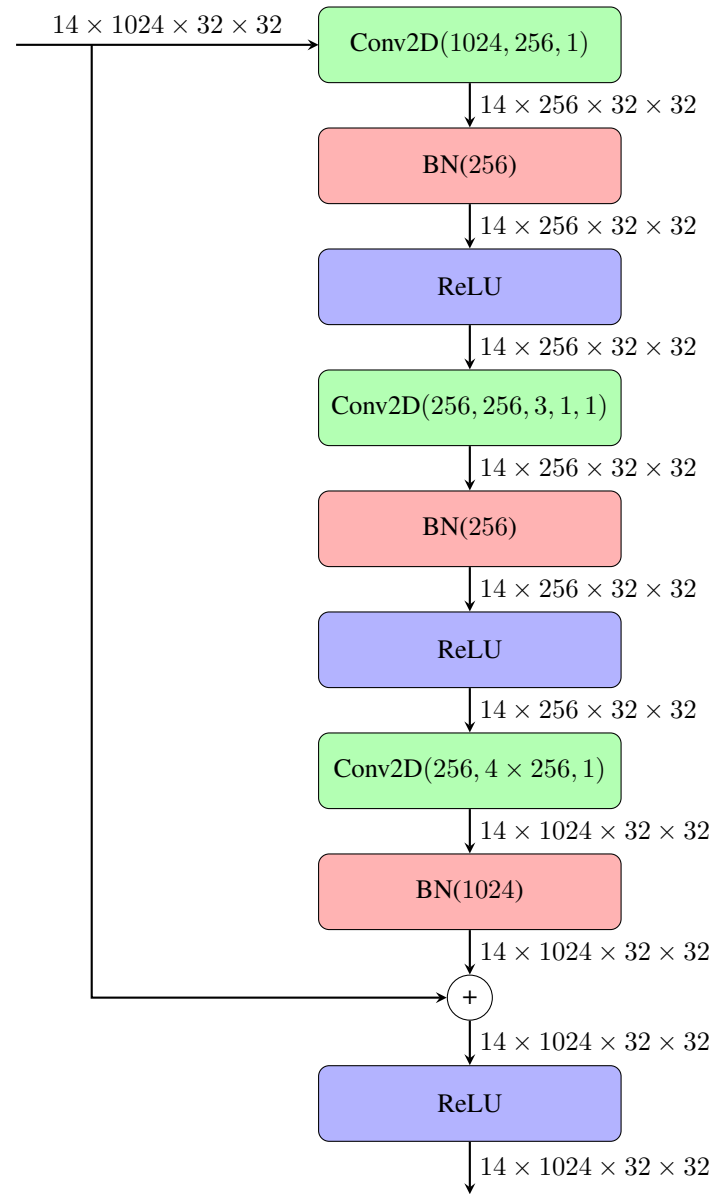 14 × 1024 × 32 × 32
Conv2D(1024, 256, 1)
14 × 256 × 32 × 32
BN(256)
14 × 256 × 32 × 32
ReLU
14 × 256 × 32 × 32
Conv2D(256, 256, 3, 1, 1)
14 × 256 × 32 × 32
BN(256)
14 × 256 × 32 × 32
ReLU
14 × 256 × 32 × 32
Conv2D(256, 4 × 256, 1)
14 × 1024 × 32 × 32
BN(1024)
14 × 1024 × 32 × 32
+
14 × 1024 × 32 × 32
ReLU
14 × 1024 × 32 × 32